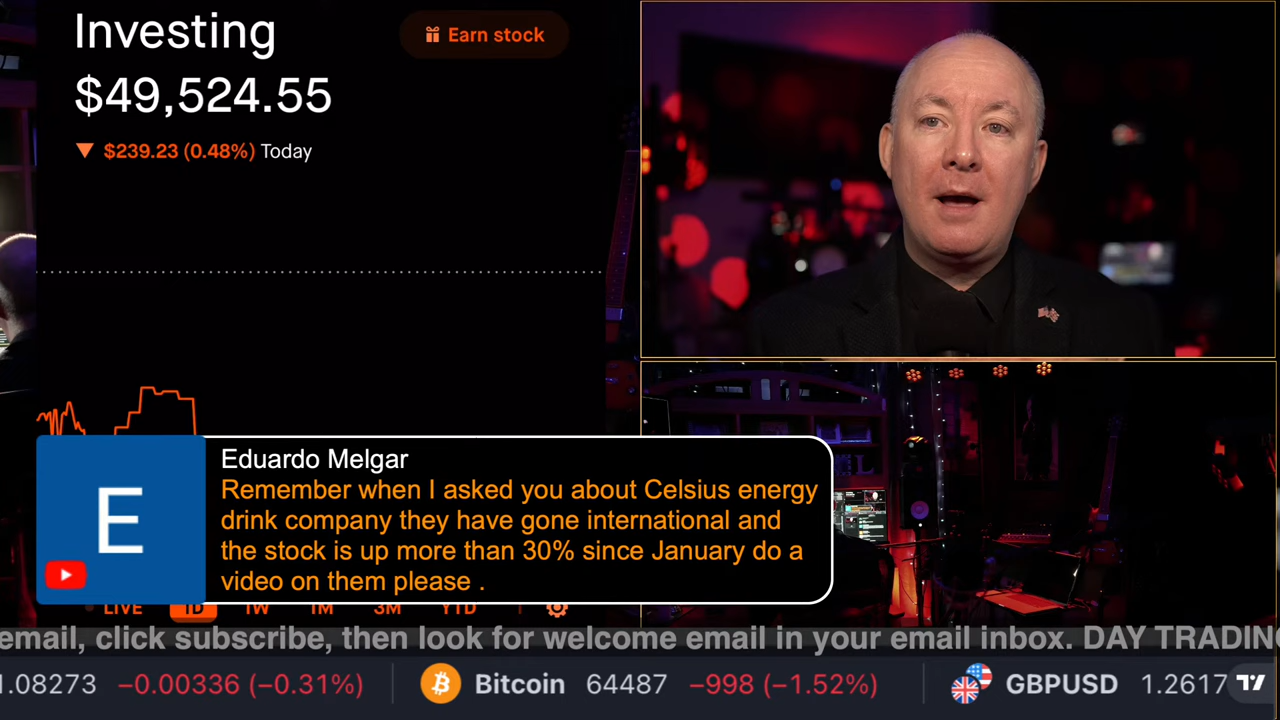 Investing
Earn stock
$49,524.55
$239.23 (0.48%) Today
E
Eduardo Melgar
Remember when I asked you about Celsius energy
drink company they have gone international and
the stock is up more than 30% since January do a
video on them please .
LIVE 1D 1W 1M 3M YTD
email, click subscribe, then look for welcome email in your email inbox. DAY TRADING
1.08273 −0.00336 (−0.31%) Bitcoin 64487 −998 (−1.52%) GBPUSD 1.2617